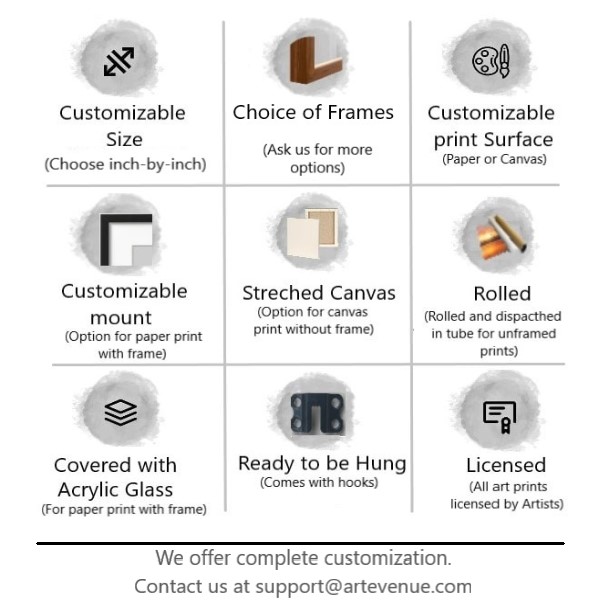 Customizable
Size
(Choose inch-by-inch)
Choice of Frames
(Ask us for more
options)
Customizable
print Surface
(Paper or Canvas)
Customizable
mount
(Option for paper print
with frame)
Streched Canvas
(Option for canvas
print without frame)
Rolled
(Rolled and dispacthed
in tube for unframed
prints)
Covered with
Acrylic Glass
(For paper print with frame)
Ready to be Hung
(Comes with hooks)
Licensed
(All art prints
licensed by Artists)
We offer complete customization.
Contact us at support@artevenue.com